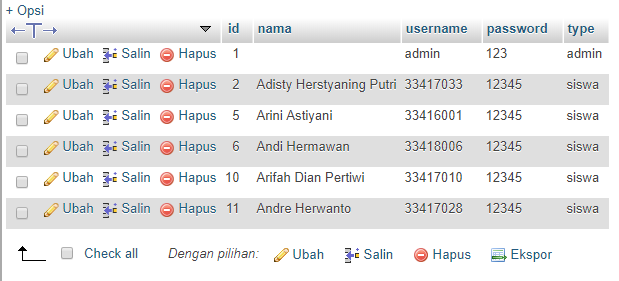 + Opsi
←T→ id nama username password type
Ubah Salin Hapus 1 admin 123 admin
Ubah Salin Hapus 2 Adisty Herstyaning Putri 33417033 12345 siswa
Ubah Salin Hapus 5 Arini Astiyani 33416001 12345 siswa
Ubah Salin Hapus 6 Andi Hermawan 33418006 12345 siswa
Ubah Salin Hapus 10 Arifah Dian Pertiwi 33417010 12345 siswa
Ubah Salin Hapus 11 Andre Herwanto 33417028 12345 siswa
Check all Dengan pilihan: Ubah Salin Hapus Ekspor